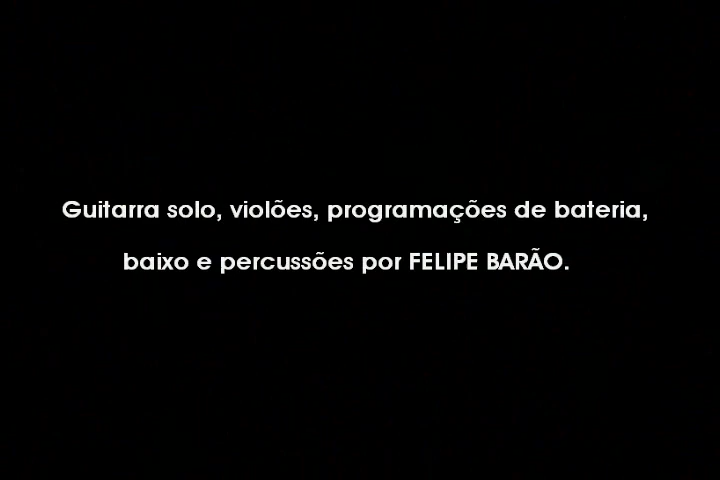 Guitarra solo, violões, programações de bateria,
baixo e percussões por FELIPE BARÃO.